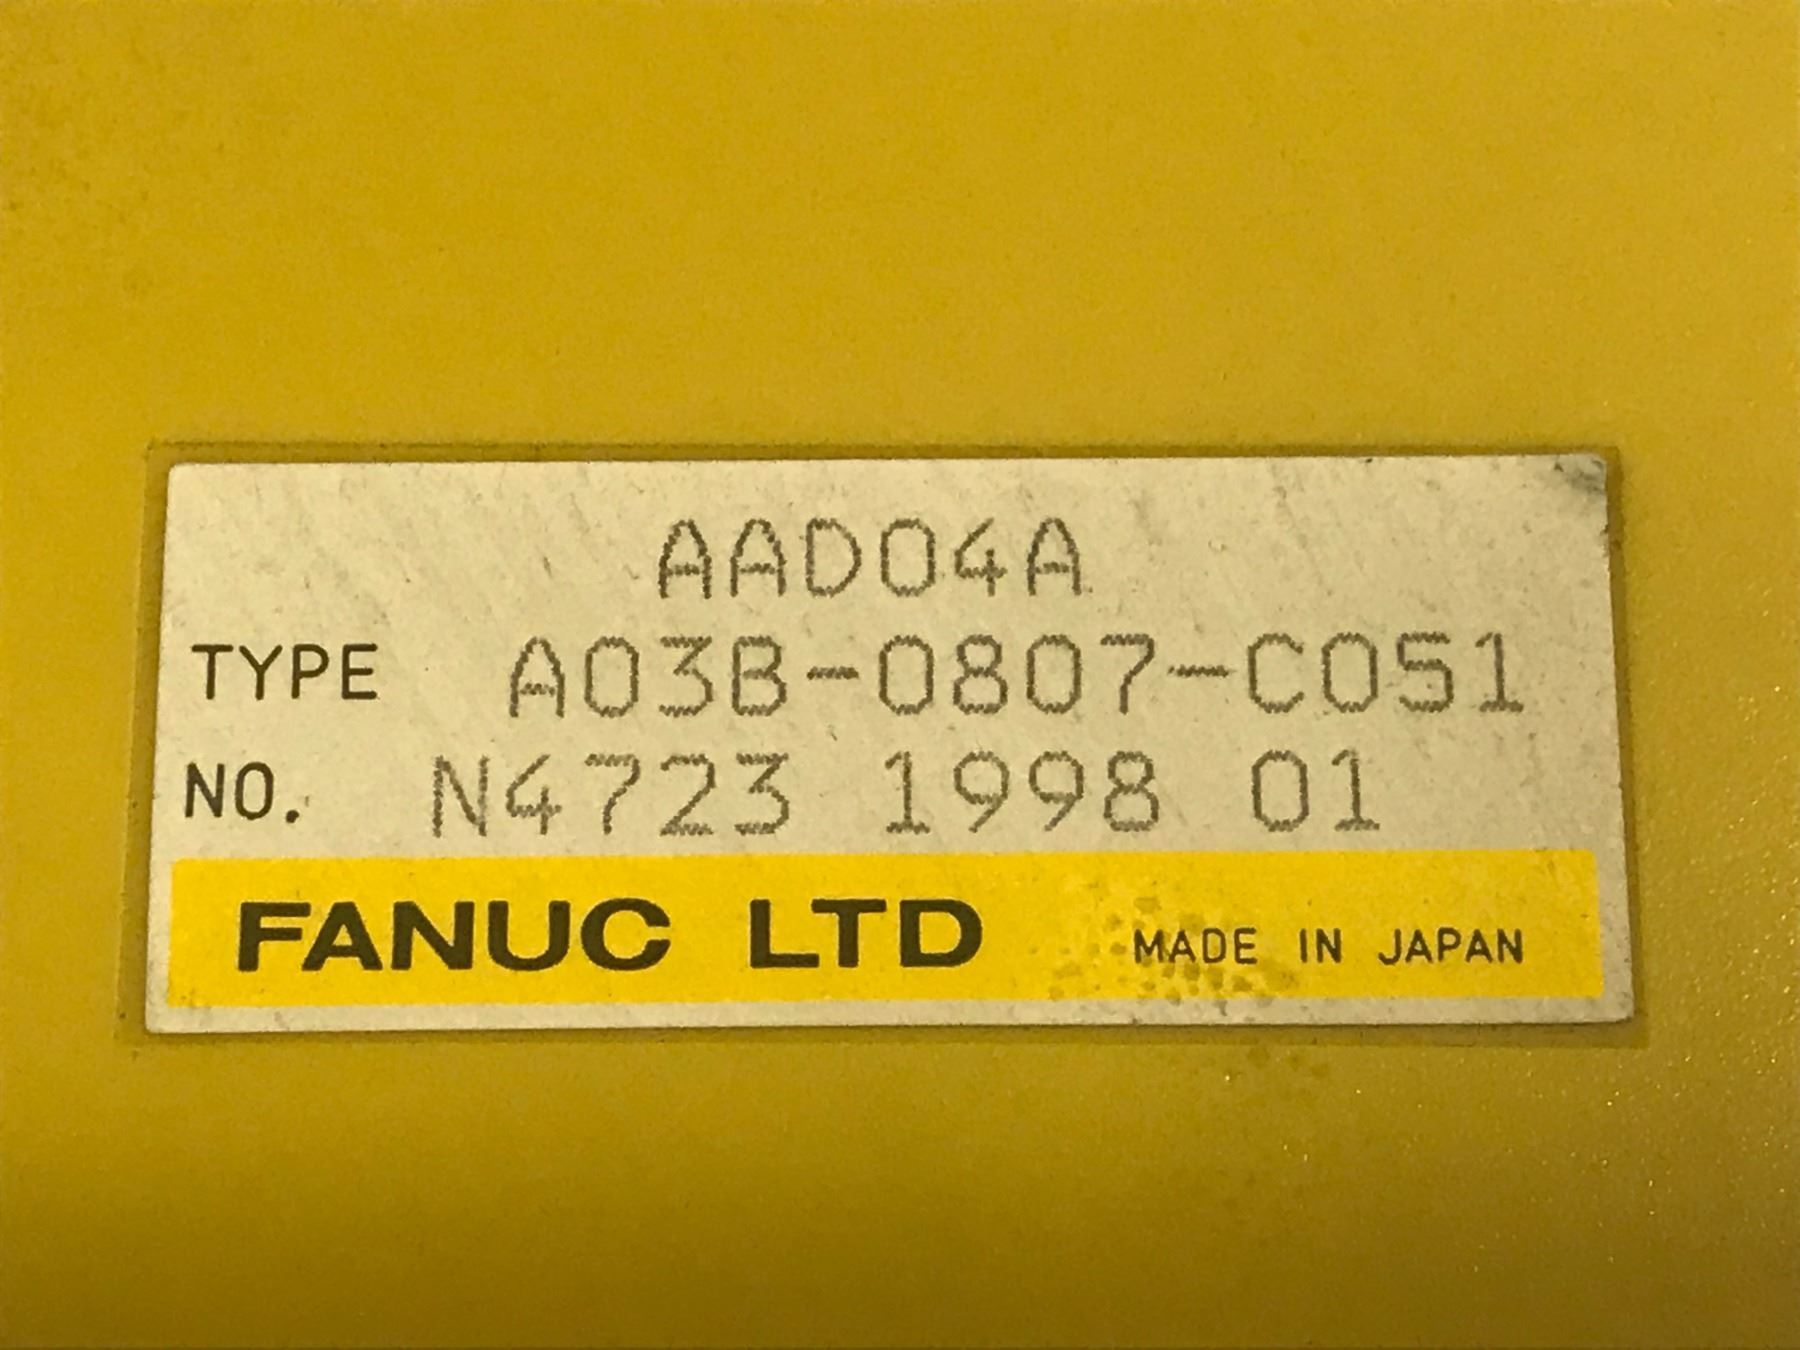 AAD04A
TYPE A03B-0807-C051
NO. N4723 1998 01
FANUC LTD MADE IN JAPAN